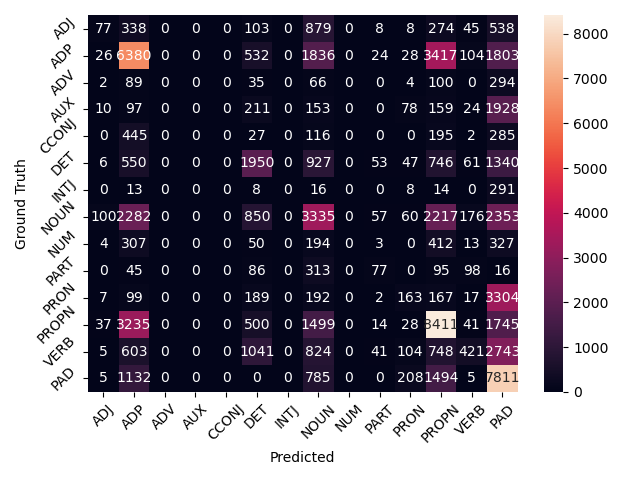 ADJ 77 338 0 0 0 103 0 879 0 8 8 274 45 538
ADP 26 6380 0 0 0 532 0 1836 0 24 28 3417 104 1803
ADV 2 89 0 0 0 35 0 66 0 0 4 100 0 294
AUX 10 97 0 0 0 211 0 153 0 0 78 159 24 1928
CCONJ 0 445 0 0 0 27 0 116 0 0 0 195 2 285
DET 6 550 0 0 0 1950 0 927 0 53 47 746 61 1340
INTJ 0 13 0 0 0 8 0 16 0 0 8 14 0 291
NOUN 100 2282 0 0 0 850 0 3335 0 57 60 2217 176 2353
NUM 4 307 0 0 0 50 0 194 0 3 0 412 13 327
PART 0 45 0 0 0 86 0 313 0 77 0 95 98 16
PRON 7 99 0 0 0 189 0 192 0 2 163 167 17 3304
PROPN 37 3235 0 0 0 500 0 1499 0 14 28 8411 41 1745
VERB 5 603 0 0 0 1041 0 824 0 41 104 748 421 2743
PAD 5 1132 0 0 0 0 0 785 0 0 208 1494 5 7811
ADJ ADP ADV AUX CCONJ DET INTJ NOUN NUM PART PRON PROPN VERB PAD
Predicted
Ground Truth
8000
7000
6000
5000
4000
3000
2000
1000
0